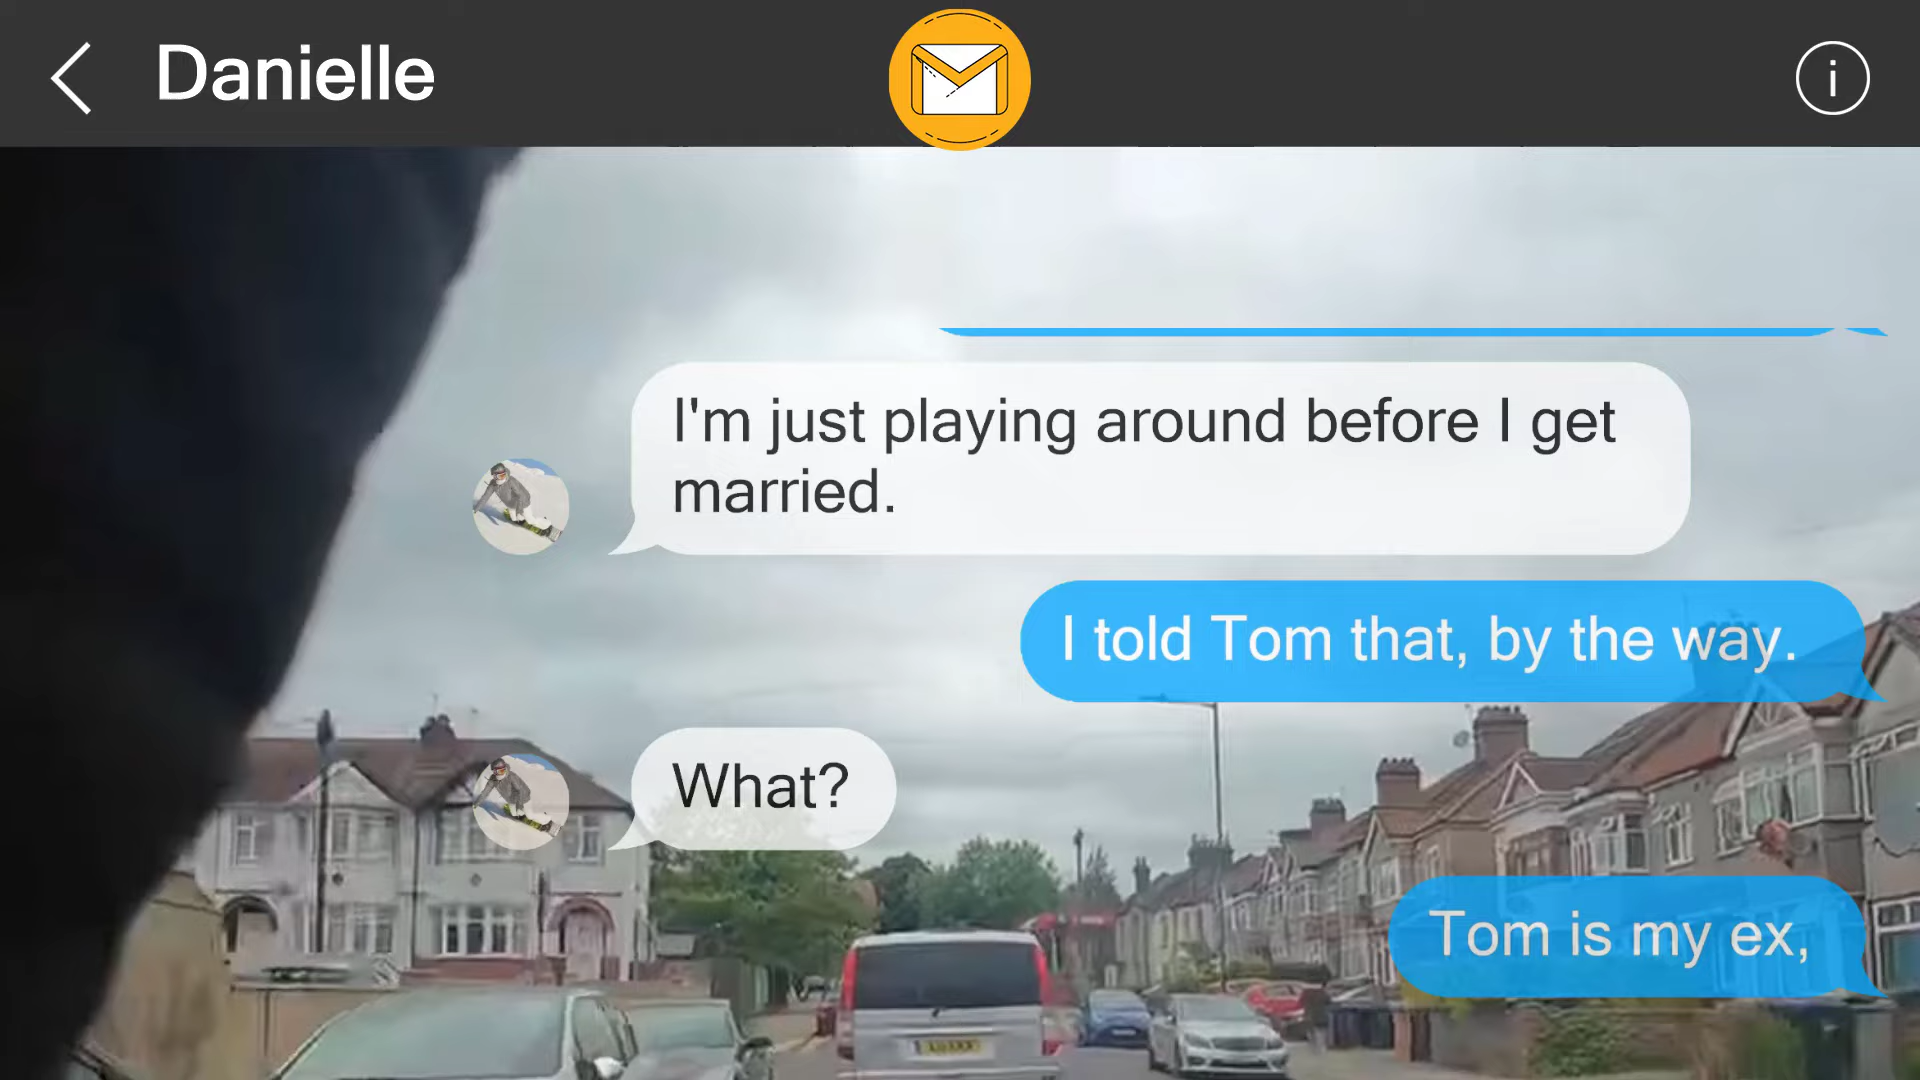 Danielle
i
I'm just playing around before I get
married.
I told Tom that, by the way.
What?
Tom is my ex,